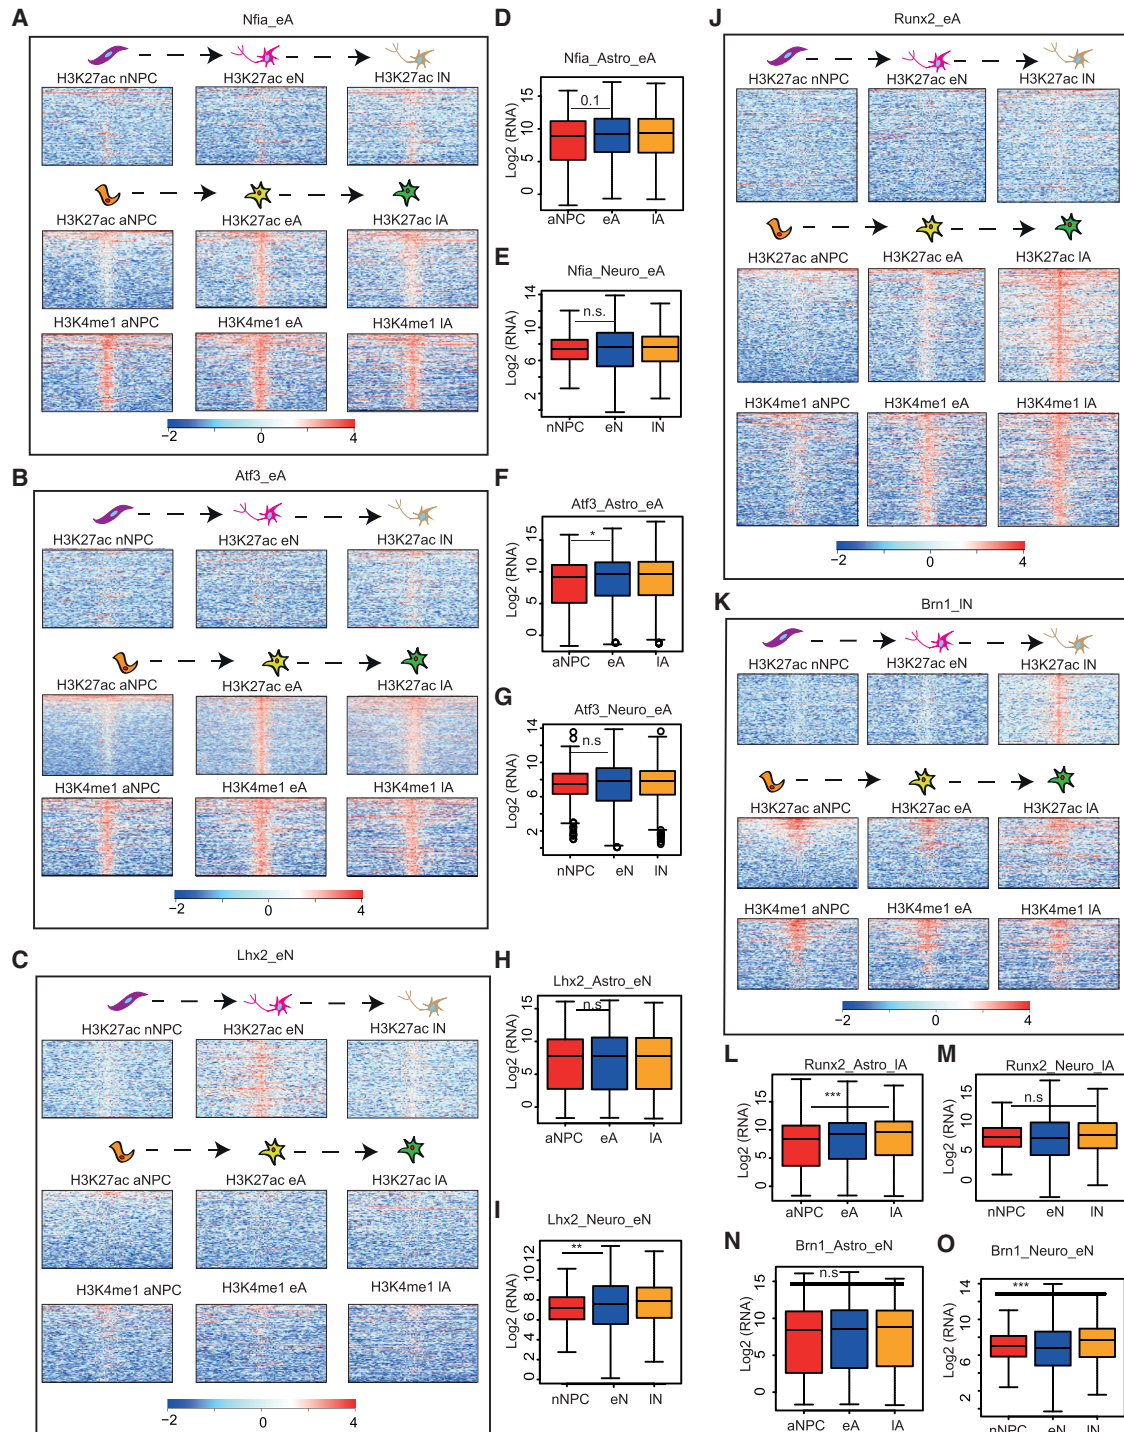 A
Nfia_eA
H3K27ac nNPC H3K27ac eN H3K27ac lN
H3K27ac aNPC H3K27ac eA H3K27ac lA
H3K4me1 aNPC H3K4me1 eA H3K4me1 lA
−2 0 4
B
Atf3_eA
H3K27ac nNPC H3K27ac eN H3K27ac lN
H3K27ac aNPC H3K27ac eA H3K27ac lA
H3K4me1 aNPC H3K4me1 eA H3K4me1 lA
−2 0 4
C
Lhx2_eN
H3K27ac nNPC H3K27ac eN H3K27ac lN
H3K27ac aNPC H3K27ac eA H3K27ac lA
H3K4me1 aNPC H3K4me1 eA H3K4me1 lA
−2 0 4
D
Nfia_Astro_eA
Log2 (RNA)
0 5 10 15
0.1
aNPC eA lA
E
Nfia_Neuro_eA
Log2 (RNA)
2 6 10 14
n.s.
nNPC eN lN
F
Atf3_Astro_eA
Log2 (RNA)
0 5 10 15
*
aNPC eA lA
G
Atf3_Neuro_eA
Log2 (RNA)
2 6 10 14
n.s
nNPC eN lN
H
Lhx2_Astro_eN
Log2 (RNA)
0 5 10 15
n.s
aNPC eA lA
I
Lhx2_Neuro_eN
Log2 (RNA)
0 2 4 6 8 12
**
nNPC eN lN
J
Runx2_eA
H3K27ac nNPC H3K27ac eN H3K27ac lN
H3K27ac aNPC H3K27ac eA H3K27ac lA
H3K4me1 aNPC H3K4me1 eA H3K4me1 lA
−2 0 4
K
Brn1_lN
H3K27ac nNPC H3K27ac eN H3K27ac lN
H3K27ac aNPC H3K27ac eA H3K27ac lA
H3K4me1 aNPC H3K4me1 eA H3K4me1 lA
−2 0 4
L
Runx2_Astro_lA
Log2 (RNA)
0 5 10 15
***
aNPC eA lA
M
Runx2_Neuro_lA
Log2 (RNA)
0 5 10 15
n.s
nNPC eN lN
N
Brn1_Astro_eN
Log2 (RNA)
0 5 10 15
n.s
aNPC eA lA
O
Brn1_Neuro_eN
Log2 (RNA)
2 6 10 14
***
nNPC eN lN